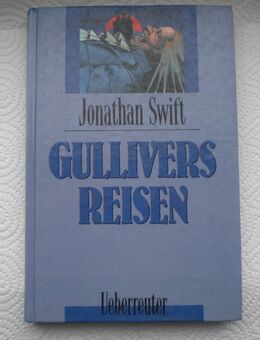 Jonathan Swift
GULLIVERS
REISEN
Ueberreuter